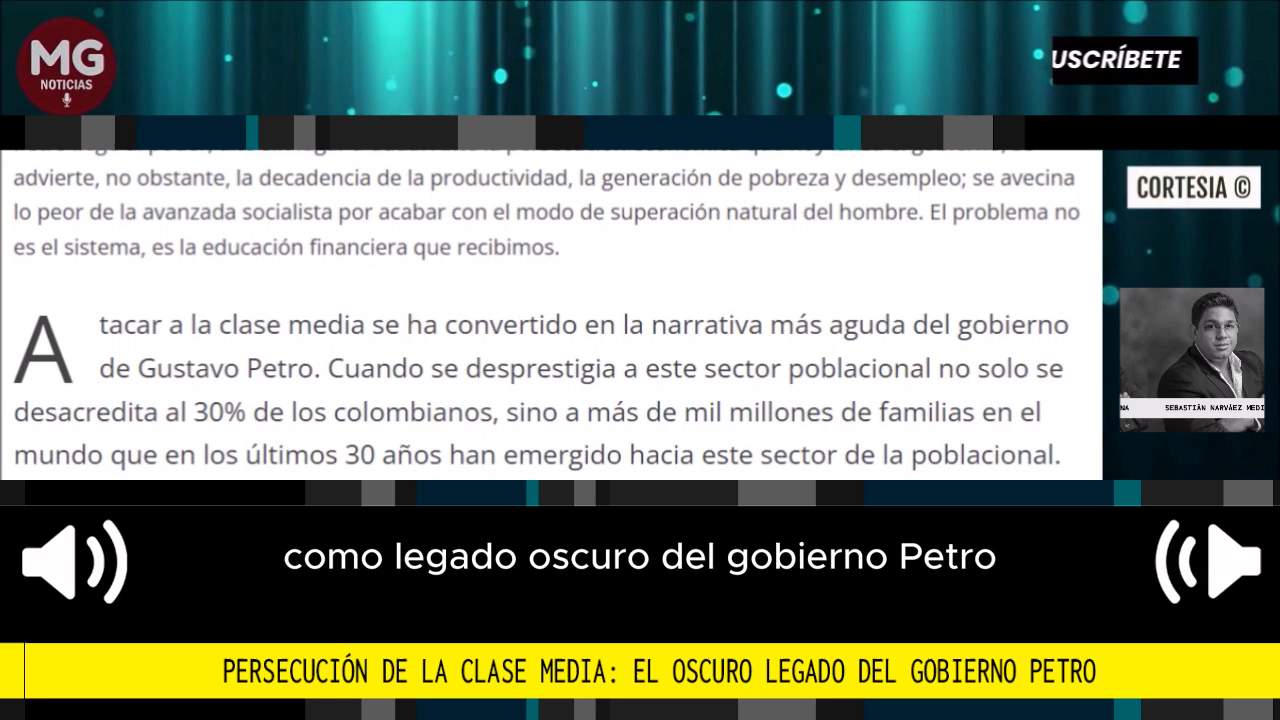 MG
NOTICIAS
USCRÍBETE
advierte, no obstante, la decadencia de la productividad, la generación de pobreza y desempleo; se avecina
lo peor de la avanzada socialista por acabar con el modo de superación natural del hombre. El problema no
es el sistema, es la educación financiera que recibimos.
CORTESIA ©
Atacar a la clase media se ha convertido en la narrativa más aguda del gobierno
de Gustavo Petro. Cuando se desprestigia a este sector poblacional no solo se
desacredita al 30% de los colombianos, sino a más de mil millones de familias en el
mundo que en los últimos 30 años han emergido hacia este sector de la poblacional.
NA SEBASTIÁN NARVÁEZ MEDI
como legado oscuro del gobierno Petro
PERSECUCIÓN DE LA CLASE MEDIA: EL OSCURO LEGADO DEL GOBIERNO PETRO